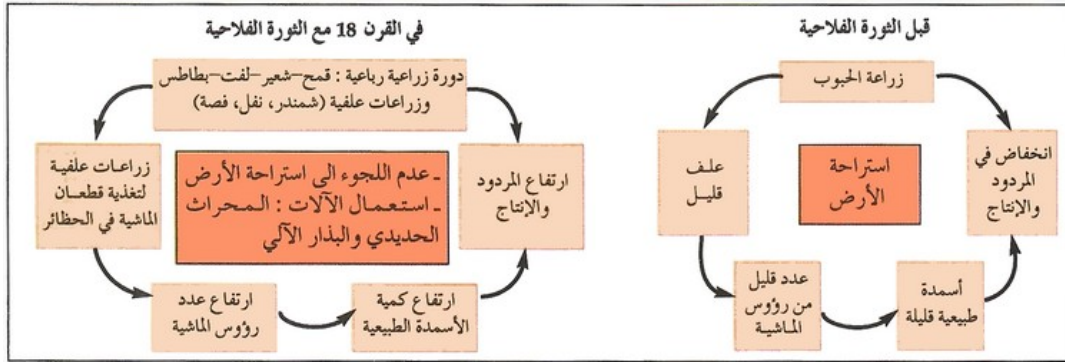 قبل الثورة الفلاحية
زراعة الحبوب
علف
قليل
عدد قليل
من رؤوس
الماشية
أسمدة
طبيعية قليلة
انخفاض في
المردود
والإنتاج
استراحة
الأرض
في القرن 18 مع الثورة الفلاحية
دورة زراعية رباعية : قمح–شعير–لفت–بطاطس
وزراعات علفية (شمندر، نفل، فصة)
زراعات علفية
لتغذية قطعان
الماشية في الحظائر
ارتفاع عدد
رؤوس الماشية
ارتفاع كمية
الأسمدة الطبيعية
ارتفاع المردود
والإنتاج
ـ عدم اللجوء الى استراحة الأرض
ـ استعمال الآلات : المحراث
الحديدي والبذار الآلي